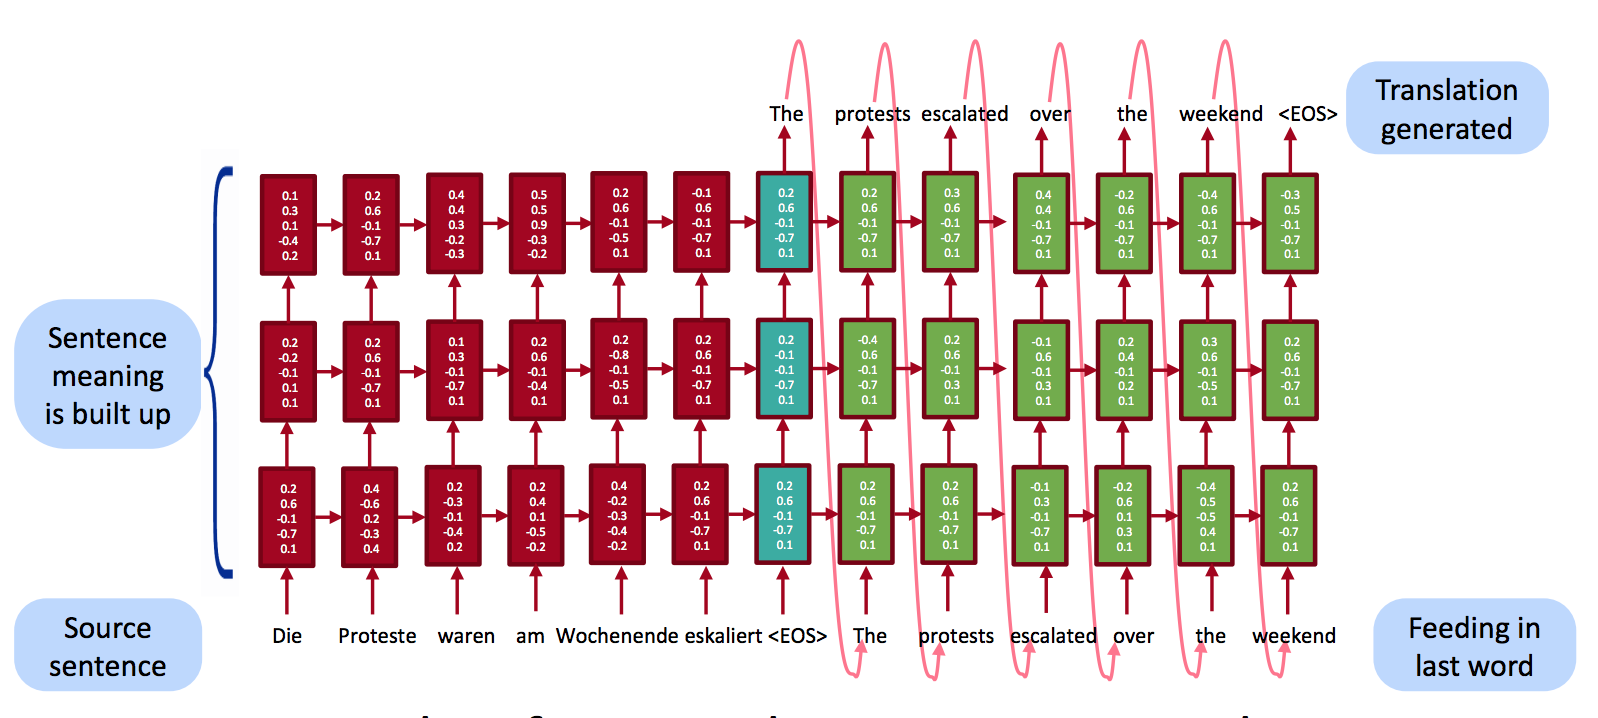 The protests escalated over the weekend <EOS>
Translation
generated
0.1 0.2 0.4 0.5 0.2 -0.1 0.2 0.2 0.3 0.4 -0.2 -0.4 -0.3
0.3 0.6 0.4 0.5 0.6 0.6 0.6 0.6 0.6 0.4 0.6 0.6 0.5
0.1 -0.1 0.3 0.9 -0.1 -0.1 -0.1 -0.1 -0.1 -0.1 -0.1 -0.1 -0.1
-0.4 -0.7 -0.2 -0.3 -0.5 -0.7 -0.7 -0.7 -0.7 -0.7 -0.7 -0.7 -0.7
0.2 0.1 -0.3 -0.2 0.1 0.1 0.1 0.1 0.1 0.1 0.1 0.1 0.1
Sentence
meaning
is built up
0.2 0.2 0.1 0.2 0.2 0.2 0.2 -0.4 0.2 -0.1 0.2 0.3 0.2
-0.2 0.6 0.3 0.6 -0.8 0.6 -0.1 0.6 0.6 0.6 0.4 0.6 0.6
-0.1 -0.1 -0.1 -0.1 -0.1 -0.1 -0.1 -0.1 -0.1 -0.1 -0.1 -0.1 -0.1
0.1 -0.7 -0.7 -0.4 -0.5 -0.7 -0.7 -0.7 0.3 0.3 0.2 -0.5 -0.7
0.1 0.1 0.1 0.1 0.1 0.1 0.1 0.1 0.1 0.1 0.1 0.1 0.1
0.2 0.4 0.2 0.2 0.4 0.2 0.2 0.2 0.2 -0.1 -0.2 -0.4 0.2
0.6 -0.6 -0.3 0.4 -0.2 0.6 0.6 0.6 0.6 0.3 0.6 0.5 0.6
-0.1 0.2 -0.1 0.1 -0.3 -0.1 -0.1 -0.1 -0.1 -0.1 0.1 -0.5 -0.1
-0.7 -0.3 -0.4 -0.5 -0.4 -0.7 -0.7 -0.7 -0.7 -0.7 0.3 0.4 -0.7
0.1 0.4 0.2 -0.2 -0.2 0.1 0.1 0.1 0.1 0.1 0.1 0.1 0.1
Source
sentence
Die Proteste waren am Wochenende eskaliert <EOS> The protests escalated over the weekend
Feeding in
last word